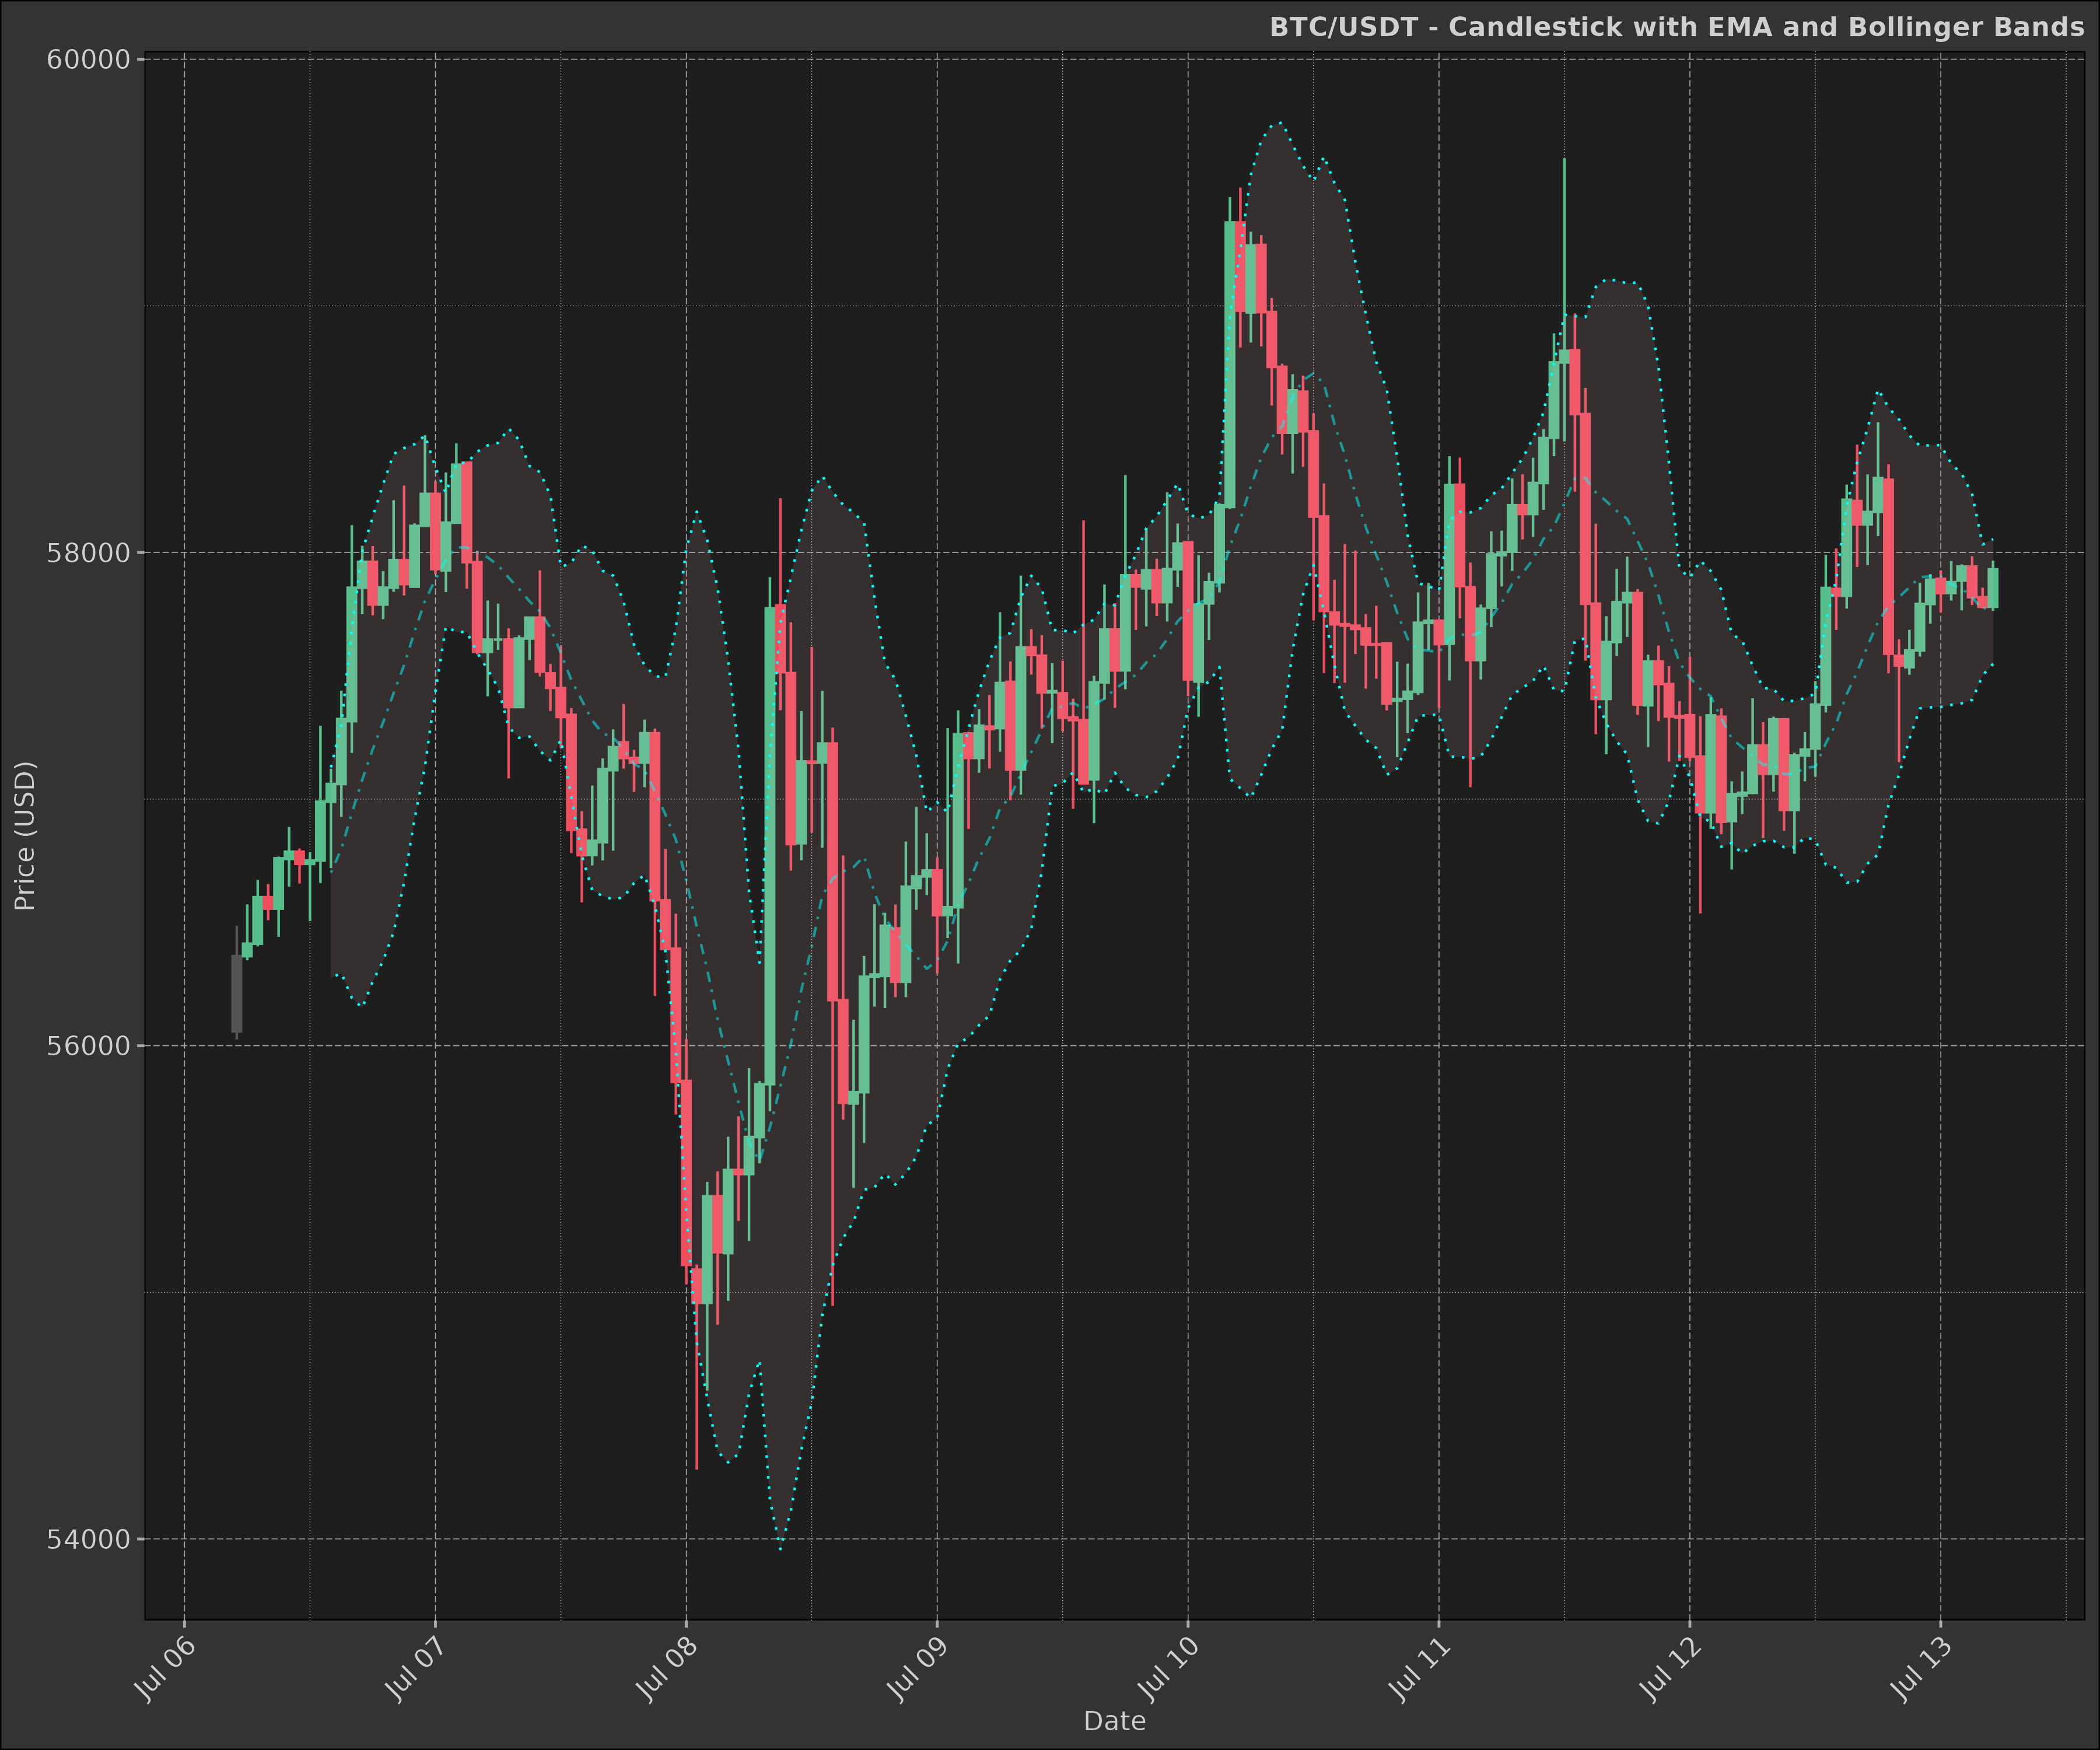 BTC/USDT - Candlestick with EMA and Bollinger Bands
60000
58000
56000
54000
Price (USD)
Jul 06
Jul 07
Jul 08
Jul 09
Jul 10
Jul 11
Jul 12
Jul 13
Date